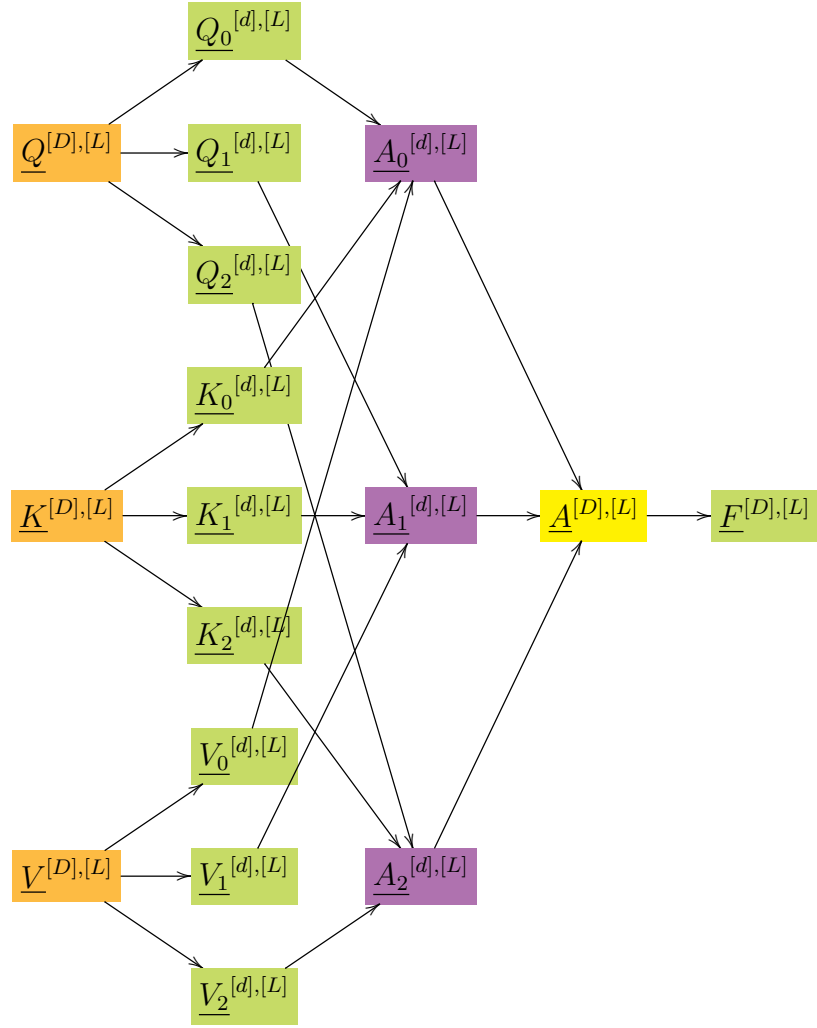 Q_0^{[d],[L]}
Q^{[D],[L]} Q_1^{[d],[L]} A_0^{[d],[L]}
Q_2^{[d],[L]}
K_0^{[d],[L]}
K^{[D],[L]} K_1^{[d],[L]} A_1^{[d],[L]} A^{[D],[L]} F^{[D],[L]}
K_2^{[d],[L]}
V_0^{[d],[L]}
V^{[D],[L]} V_1^{[d],[L]} A_2^{[d],[L]}
V_2^{[d],[L]}